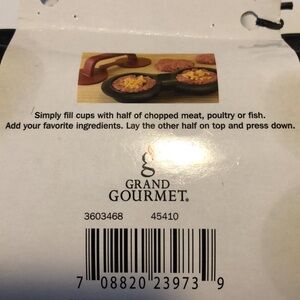 Simply fill cups with half of chopped meat, poultry or fish.
Add your favorite ingredients. Lay the other half on top and press down.
g
GRAND
GOURMET®
3603468 45410
7 08820 23973 9